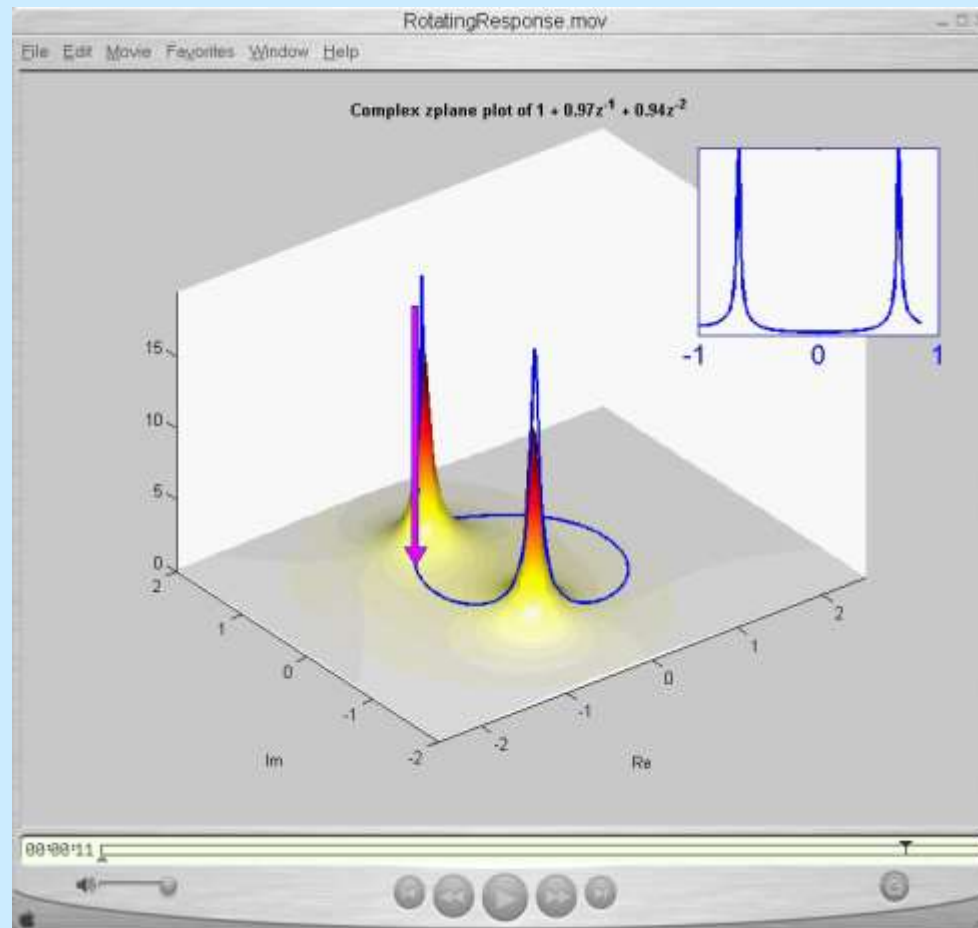 RotatingResponse.mov
File Edit Movie Favorites Window Help
Complex zplane plot of 1 + 0.97z⁻¹ + 0.94z⁻²
-1 0 1
15
10
5
0
2
1
0
-1
-2
Im
-2
-1
0
1
2
Re
00:00:11